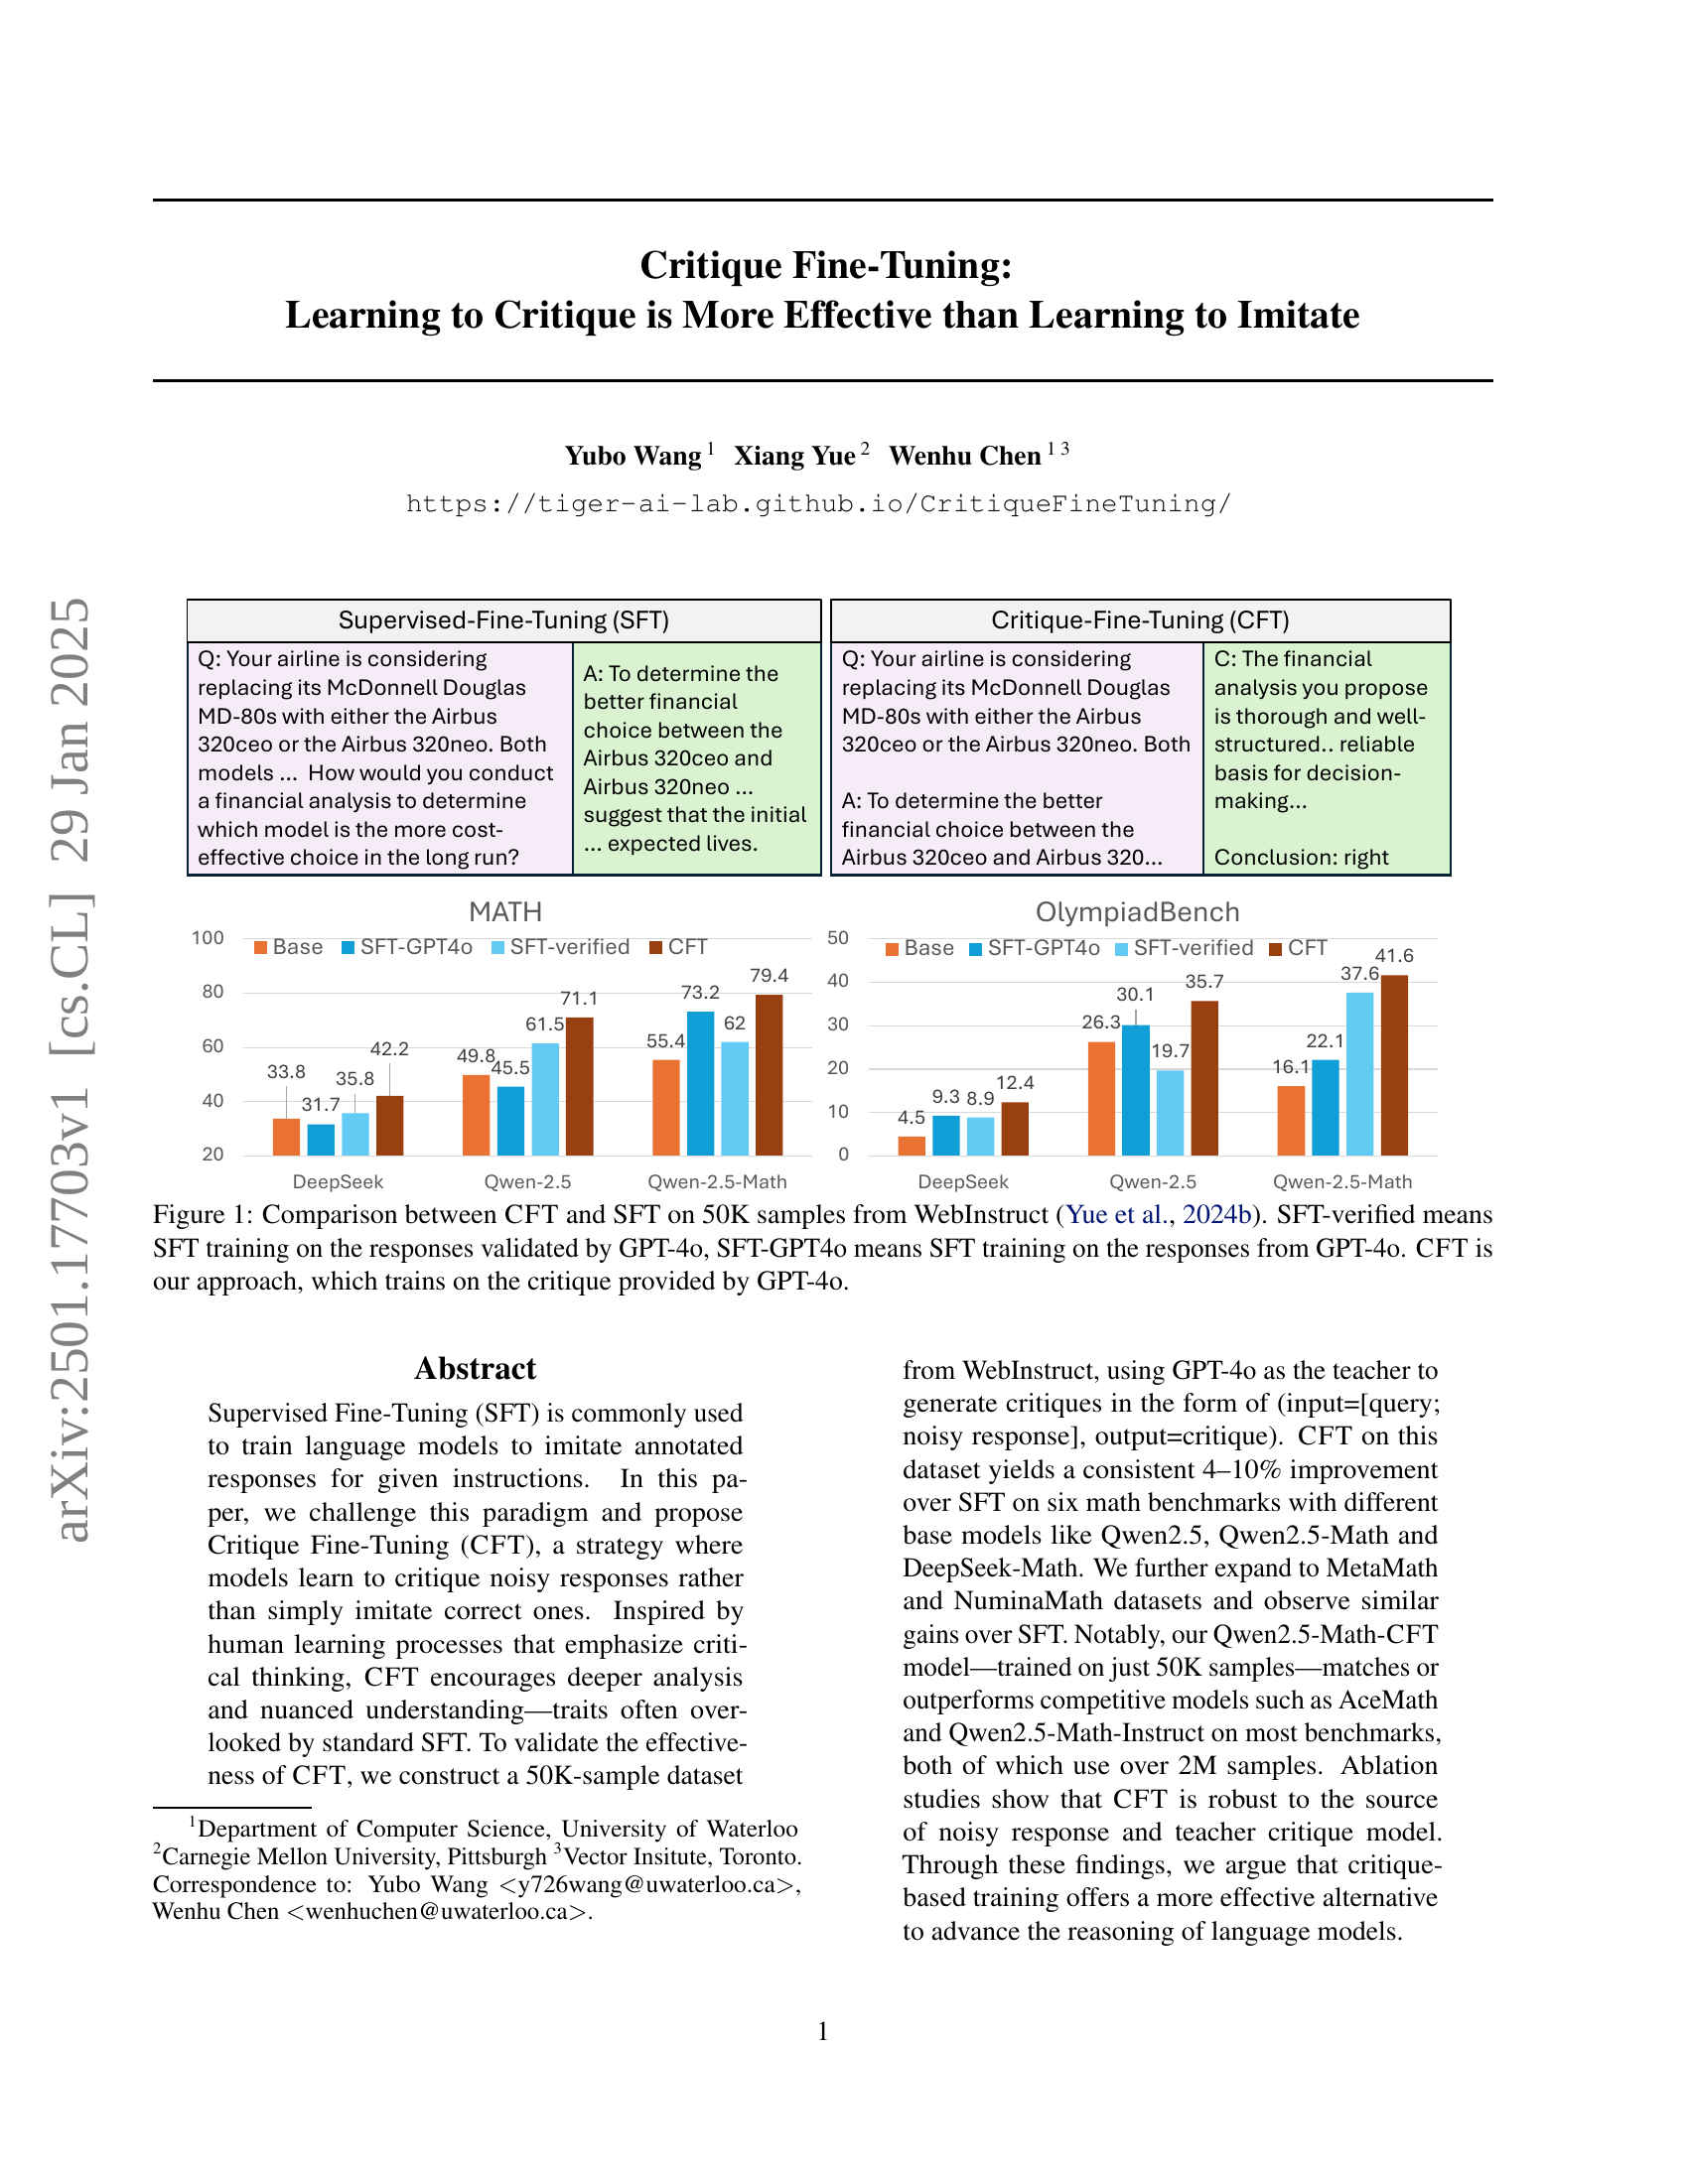 Critique Fine-Tuning:
Learning to Critique is More Effective than Learning to Imitate
Yubo Wang 1 Xiang Yue 2 Wenhu Chen 1 3
https://tiger-ai-lab.github.io/CritiqueFineTuning/
arXiv:2501.17703v1 [cs.CL] 29 Jan 2025
Supervised-Fine-Tuning (SFT)
Q: Your airline is considering
replacing its McDonnell Douglas
MD-80s with either the Airbus
320ceo or the Airbus 320neo. Both
models ... How would you conduct
a financial analysis to determine
which model is the more cost-
effective choice in the long run?
A: To determine the
better financial
choice between the
Airbus 320ceo and
Airbus 320neo ...
suggest that the initial
... expected lives.
Critique-Fine-Tuning (CFT)
Q: Your airline is considering
replacing its McDonnell Douglas
MD-80s with either the Airbus
320ceo or the Airbus 320neo. Both
A: To determine the better
financial choice between the
Airbus 320ceo and Airbus 320...
C: The financial
analysis you propose
is thorough and well-
structured.. reliable
basis for decision-
making...
Conclusion: right
MATH
Base SFT-GPT4o SFT-verified CFT
100
80
60
40
20
33.8 31.7 35.8 42.2
49.8 45.5 61.5 71.1
55.4 73.2 62 79.4
DeepSeek Qwen-2.5 Qwen-2.5-Math
OlympiadBench
Base SFT-GPT4o SFT-verified CFT
50
40
30
20
10
0
4.5 9.3 8.9 12.4
26.3 30.1 19.7 35.7
16.1 22.1 37.6 41.6
DeepSeek Qwen-2.5 Qwen-2.5-Math
Figure 1: Comparison between CFT and SFT on 50K samples from WebInstruct (Yue et al., 2024b). SFT-verified means
SFT training on the responses validated by GPT-4o, SFT-GPT4o means SFT training on the responses from GPT-4o. CFT is
our approach, which trains on the critique provided by GPT-4o.
Abstract
Supervised Fine-Tuning (SFT) is commonly used
to train language models to imitate annotated
responses for given instructions. In this pa-
per, we challenge this paradigm and propose
Critique Fine-Tuning (CFT), a strategy where
models learn to critique noisy responses rather
than simply imitate correct ones. Inspired by
human learning processes that emphasize criti-
cal thinking, CFT encourages deeper analysis
and nuanced understanding—traits often over-
looked by standard SFT. To validate the effective-
ness of CFT, we construct a 50K-sample dataset
1Department of Computer Science, University of Waterloo
2Carnegie Mellon University, Pittsburgh 3Vector Insitute, Toronto.
Correspondence to: Yubo Wang <y726wang@uwaterloo.ca>,
Wenhu Chen <wenhuchen@uwaterloo.ca>.
from WebInstruct, using GPT-4o as the teacher to
generate critiques in the form of (input=[query;
noisy response], output=critique). CFT on this
dataset yields a consistent 4–10% improvement
over SFT on six math benchmarks with different
base models like Qwen2.5, Qwen2.5-Math and
DeepSeek-Math. We further expand to MetaMath
and NuminaMath datasets and observe similar
gains over SFT. Notably, our Qwen2.5-Math-CFT
model—trained on just 50K samples—matches or
outperforms competitive models such as AceMath
and Qwen2.5-Math-Instruct on most benchmarks,
both of which use over 2M samples. Ablation
studies show that CFT is robust to the source
of noisy response and teacher critique model.
Through these findings, we argue that critique-
based training offers a more effective alternative
to advance the reasoning of language models.
1